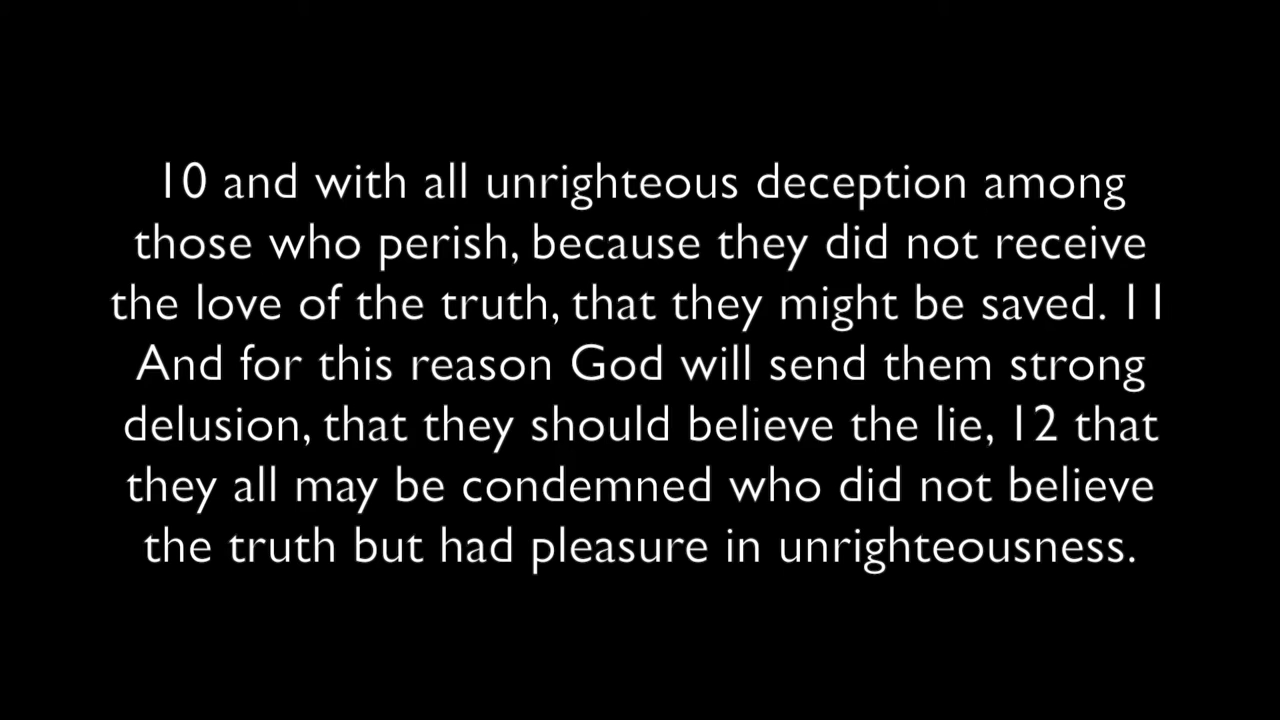 10 and with all unrighteous deception among
those who perish, because they did not receive
the love of the truth, that they might be saved. 11
And for this reason God will send them strong
delusion, that they should believe the lie, 12 that
they all may be condemned who did not believe
the truth but had pleasure in unrighteousness.